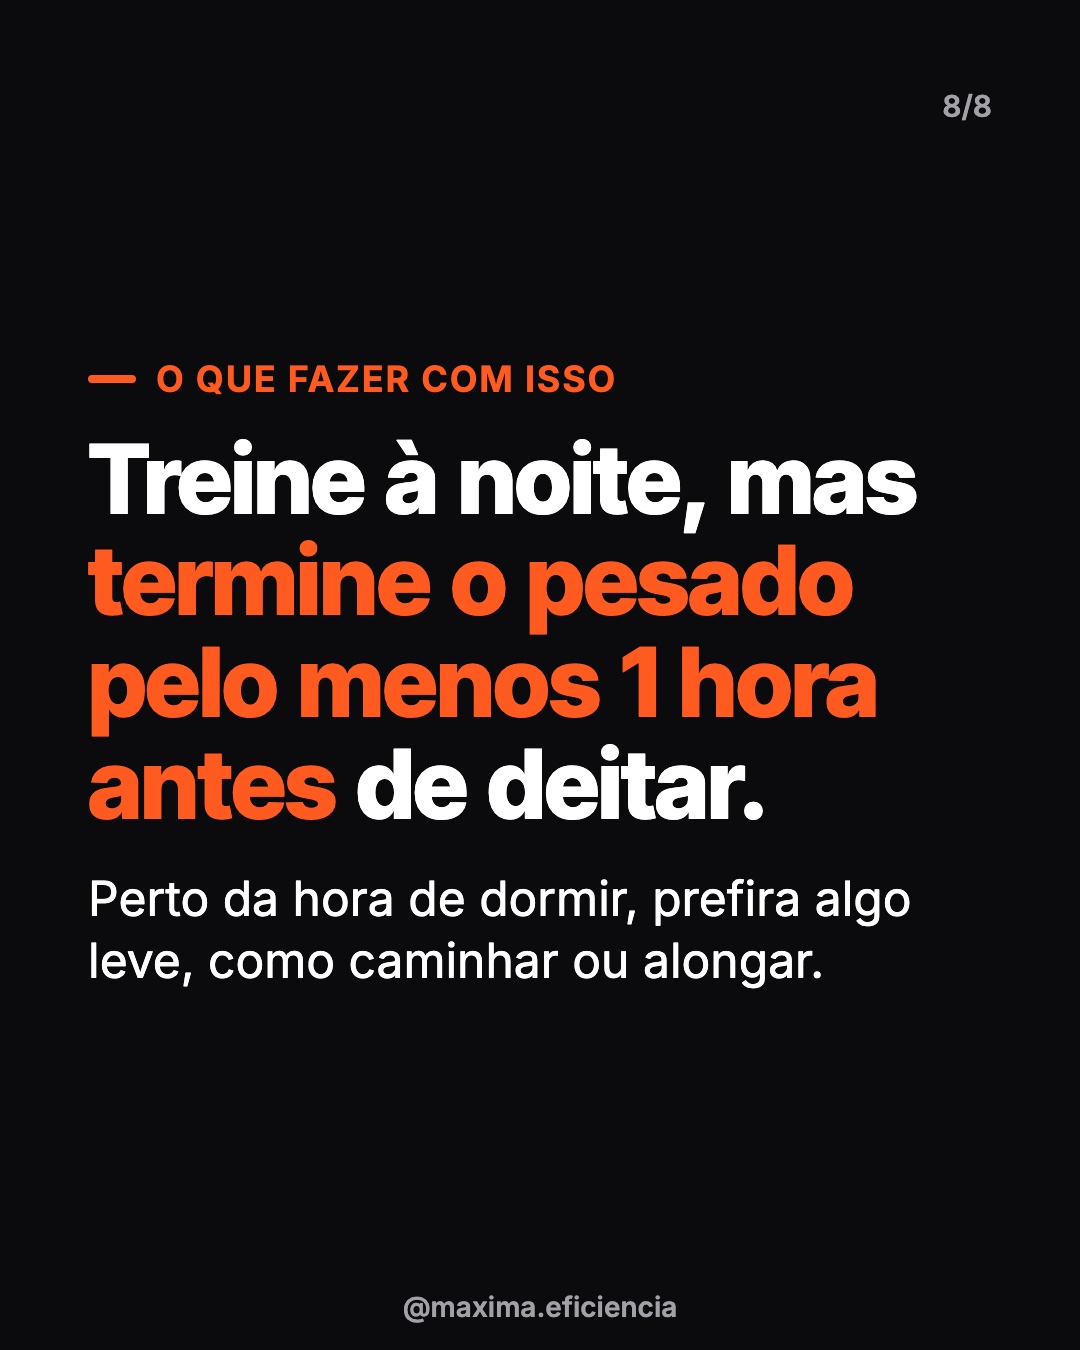 8/8
O QUE FAZER COM ISSO
Treine à noite, mas
termine o pesado
pelo menos 1 hora
antes de deitar.
Perto da hora de dormir, prefira algo
leve, como caminhar ou alongar.
@maxima.eficiencia